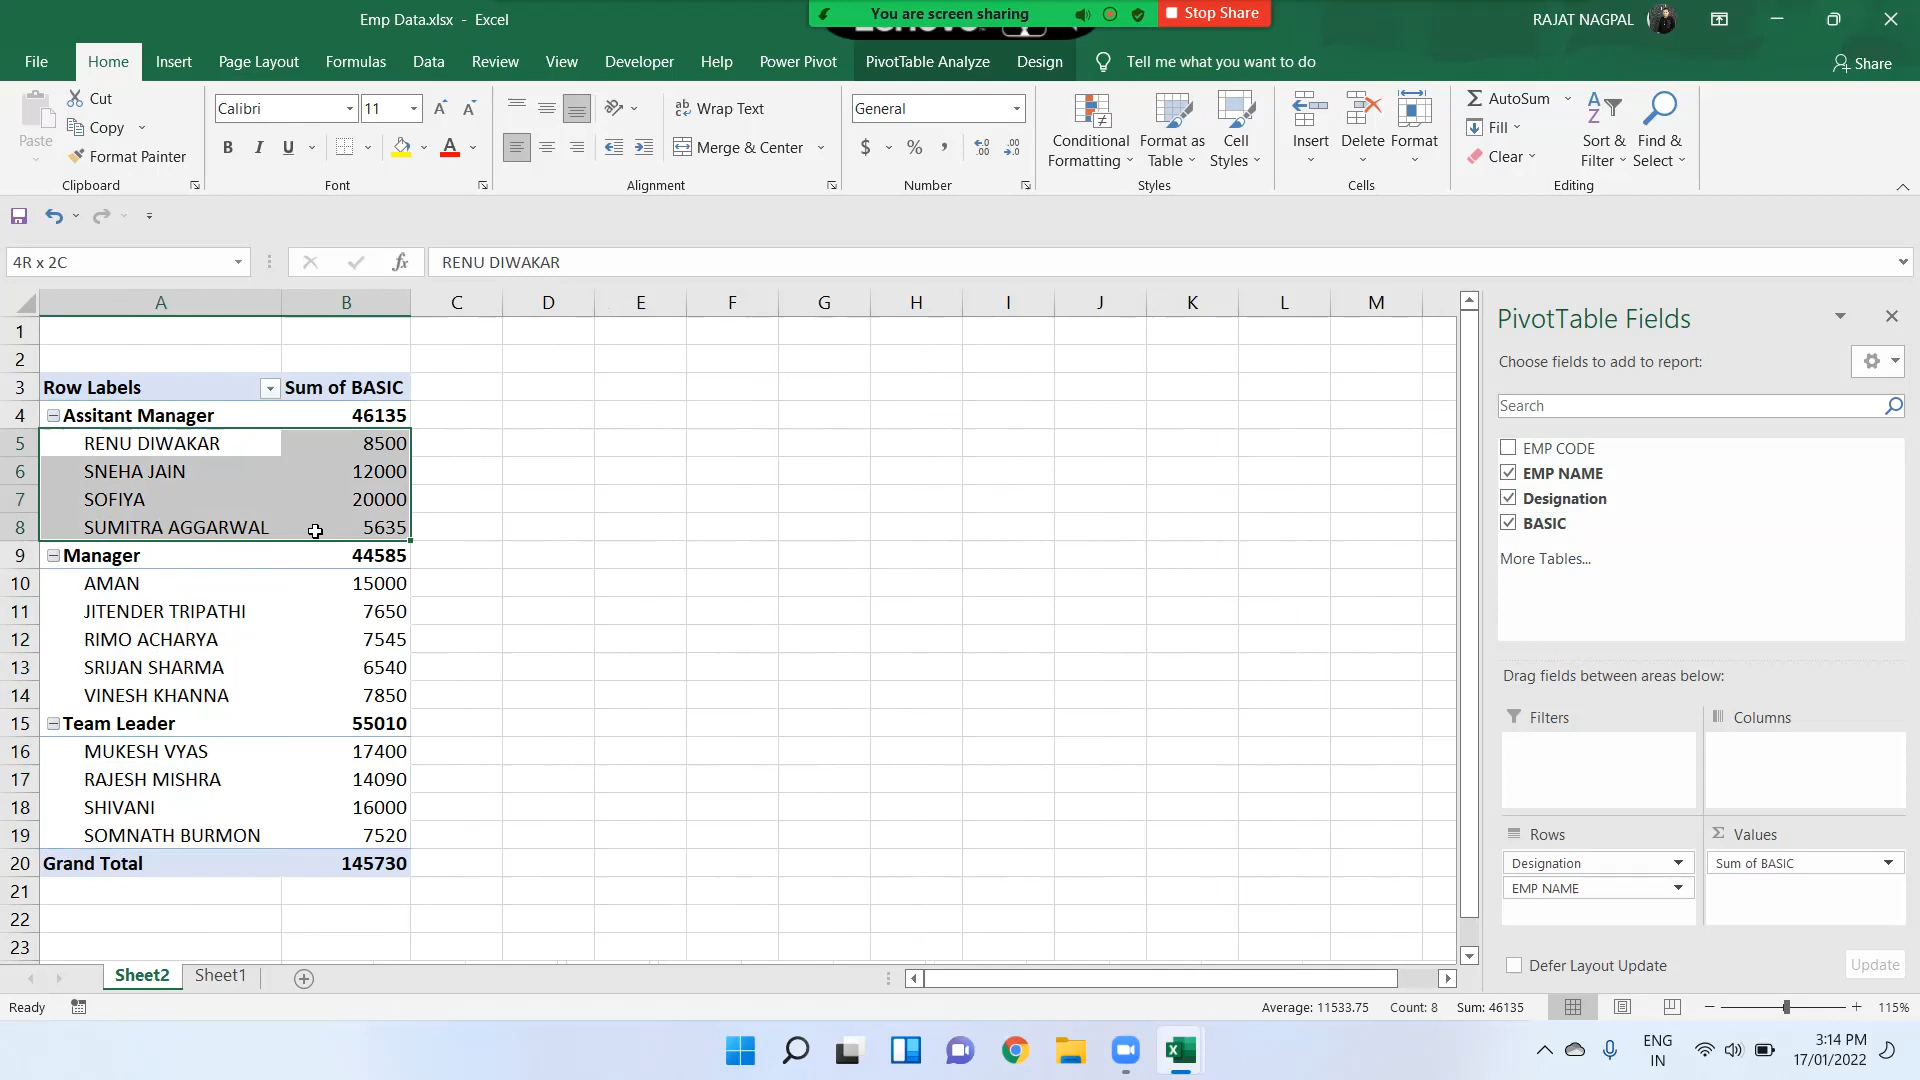 Emp Data.xlsx - Excel
You are screen sharing
Stop Share
RAJAT NAGPAL
File Home Insert Page Layout Formulas Data Review View Developer Help Power Pivot PivotTable Analyze Design Tell me what you want to do Share
Paste
Cut
Copy
Format Painter
Clipboard
Calibri 11
B I U
Font
Wrap Text
Merge & Center
Alignment
General
$ % ,
Number
Conditional Formatting
Format as Table
Cell Styles
Styles
Insert Delete Format
Cells
AutoSum
Fill
Clear
Sort & Filter
Find & Select
Editing
4R x 2C
fx
RENU DIWAKAR
A B C D E F G H I J K L M
1
2
3 Row Labels Sum of BASIC
4 Assitant Manager 46135
5 RENU DIWAKAR 8500
6 SNEHA JAIN 12000
7 SOFIYA 20000
8 SUMITRA AGGARWAL 5635
9 Manager 44585
10 AMAN 15000
11 JITENDER TRIPATHI 7650
12 RIMO ACHARYA 7545
13 SRIJAN SHARMA 6540
14 VINESH KHANNA 7850
15 Team Leader 55010
16 MUKESH VYAS 17400
17 RAJESH MISHRA 14090
18 SHIVANI 16000
19 SOMNATH BURMON 7520
20 Grand Total 145730
21
22
23
PivotTable Fields
Choose fields to add to report:
Search
EMP CODE
EMP NAME
Designation
BASIC
More Tables...
Drag fields between areas below:
Filters
Columns
Rows
Designation
EMP NAME
Values
Sum of BASIC
Defer Layout Update
Update
Sheet2 Sheet1
Ready
Average: 11533.75 Count: 8 Sum: 46135
115%
ENG
IN
3:14 PM
17/01/2022